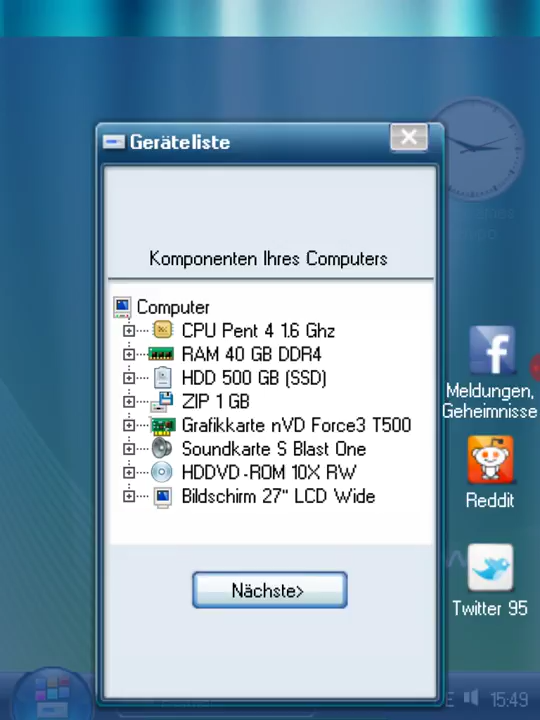 Geräteliste
Komponenten Ihres Computers
Computer
CPU Pent 4 1.6 Ghz
RAM 40 GB DDR4
HDD 500 GB (SSD)
ZIP 1 GB
Grafikkarte nVD Force3 T500
Soundkarte S Blast One
HDDVD-ROM 10X RW
Bildschirm 27" LCD Wide
Nächste>
Meldungen,
Geheimnisse
Reddit
Twitter 95
E 15:49